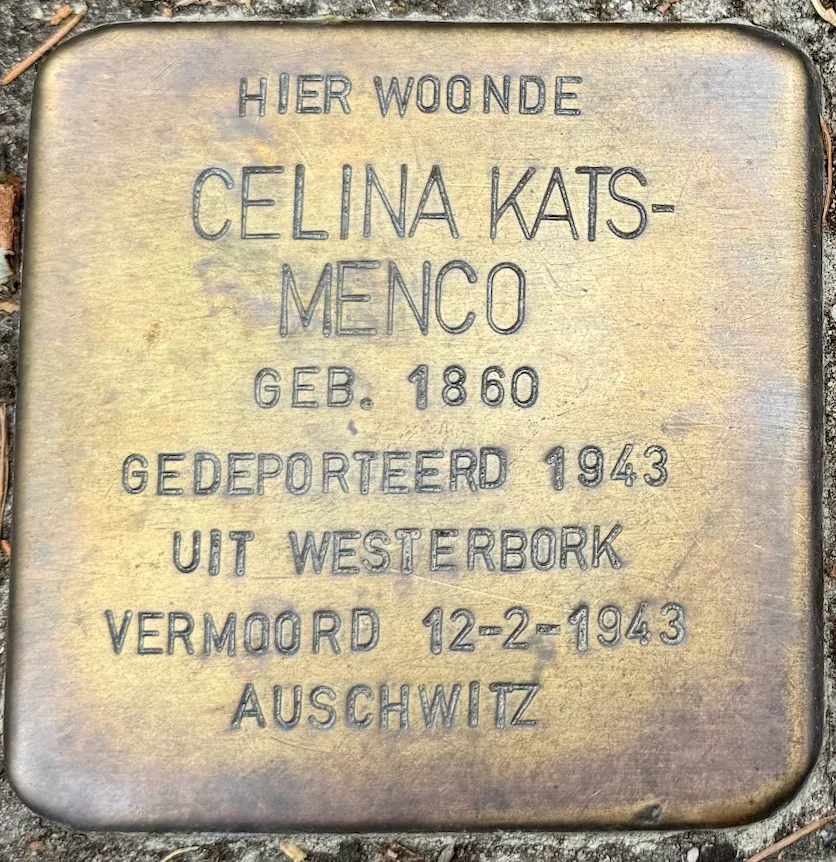 HIER WOONDE
CELINA KATS-
MENCO
GEB. 1860
GEDEPORTEERD 1943
UIT WESTERBORK
VERMOORD 12-2-1943
AUSCHWITZ